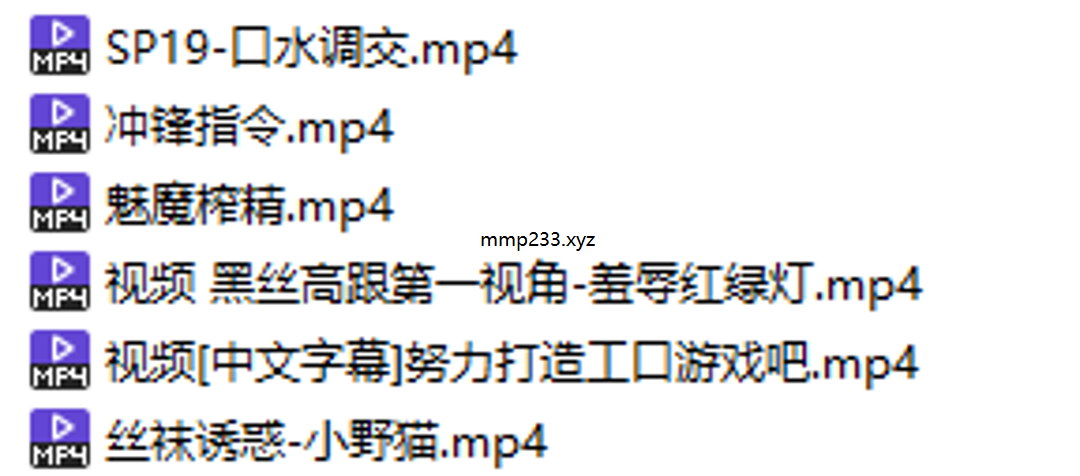 SP19-口水调交.mp4
冲锋指令.mp4
魅魔榨精.mp4
mmp233.xyz
视频 黑丝高跟第一视角-羞辱红绿灯.mp4
视频[中文字幕]努力打造工口游戏吧.mp4
丝袜诱惑-小野猫.mp4
MP4
MP4
MP4
MP4
MP4
MP4